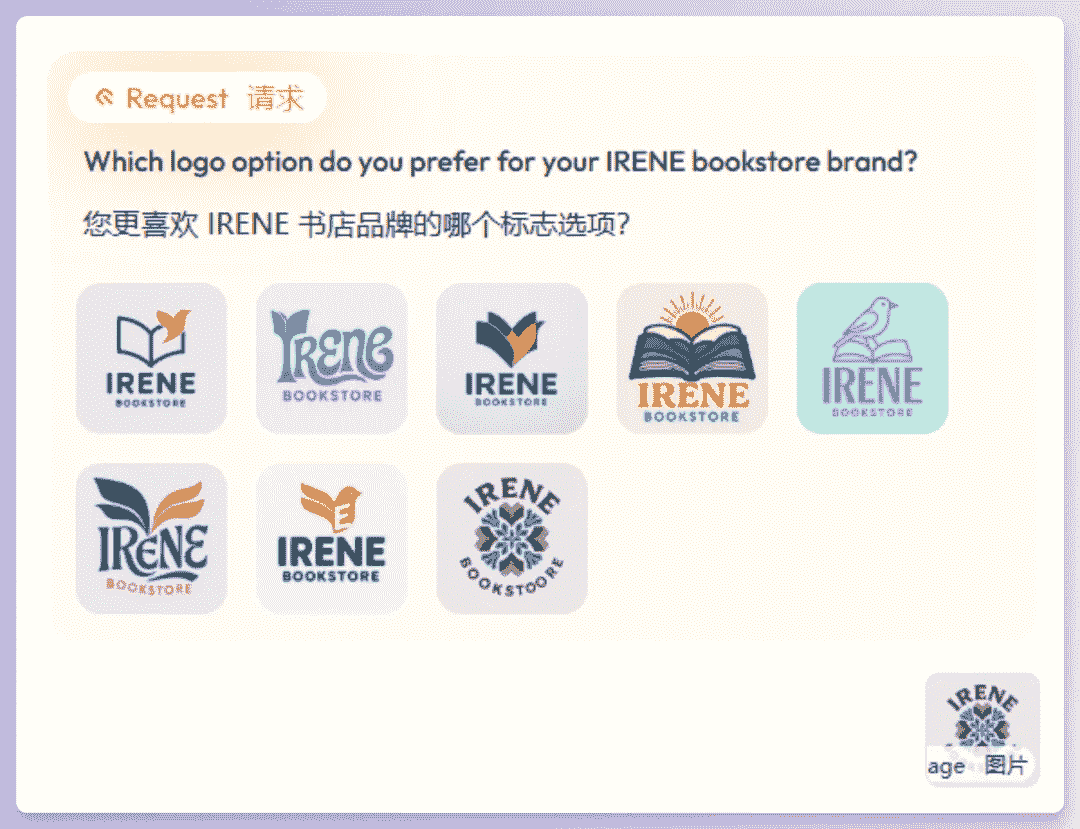 Request 请求
Which logo option do you prefer for your IRENE bookstore brand?
您更喜欢 IRENE 书店品牌的哪个标志选项?
IRENE
BOOKSTORE
IRENE
BOOKSTORE
IRENE
BOOKSTORE
IRENE
BOOKSTORE
IRENE
BOOKSTORE
IRENE
BOOKSTORE
E
IRENE
BOOKSTORE
IRENE
BOOKSTOORE
IRENE
age 图片